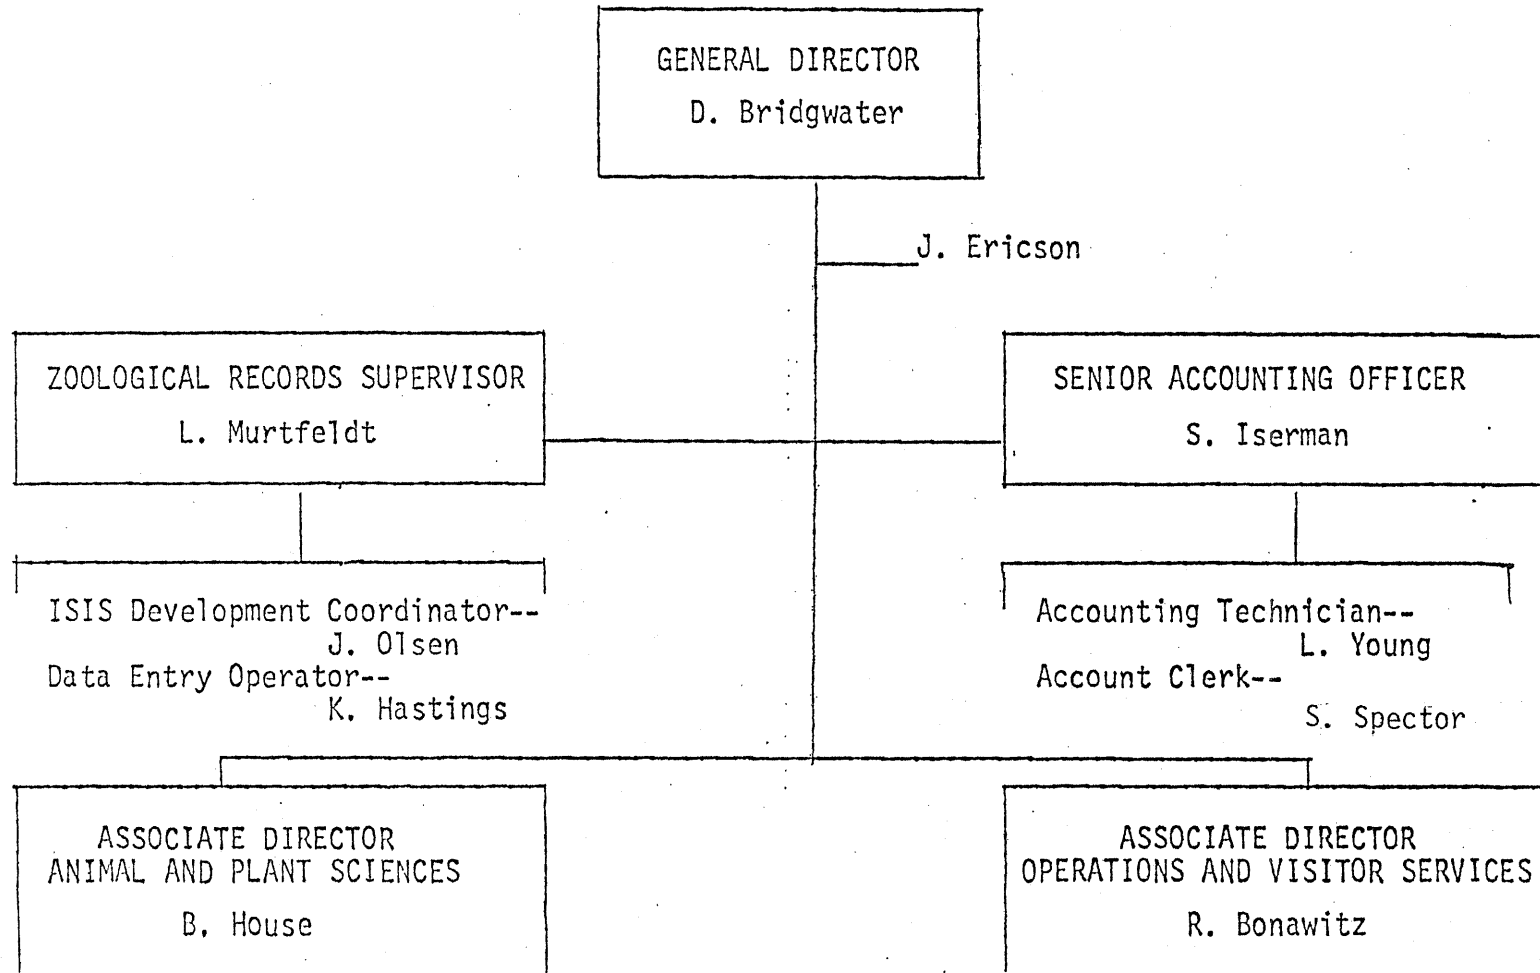 GENERAL DIRECTOR
D. Bridgwater
J. Ericson
ZOOLOGICAL RECORDS SUPERVISOR
L. Murtfeldt
SENIOR ACCOUNTING OFFICER
S. Iserman
ISIS Development Coordinator--
J. Olsen
Data Entry Operator--
K. Hastings
Accounting Technician--
L. Young
Account Clerk--
S. Spector
ASSOCIATE DIRECTOR
ANIMAL AND PLANT SCIENCES
B. House
ASSOCIATE DIRECTOR
OPERATIONS AND VISITOR SERVICES
R. Bonawitz